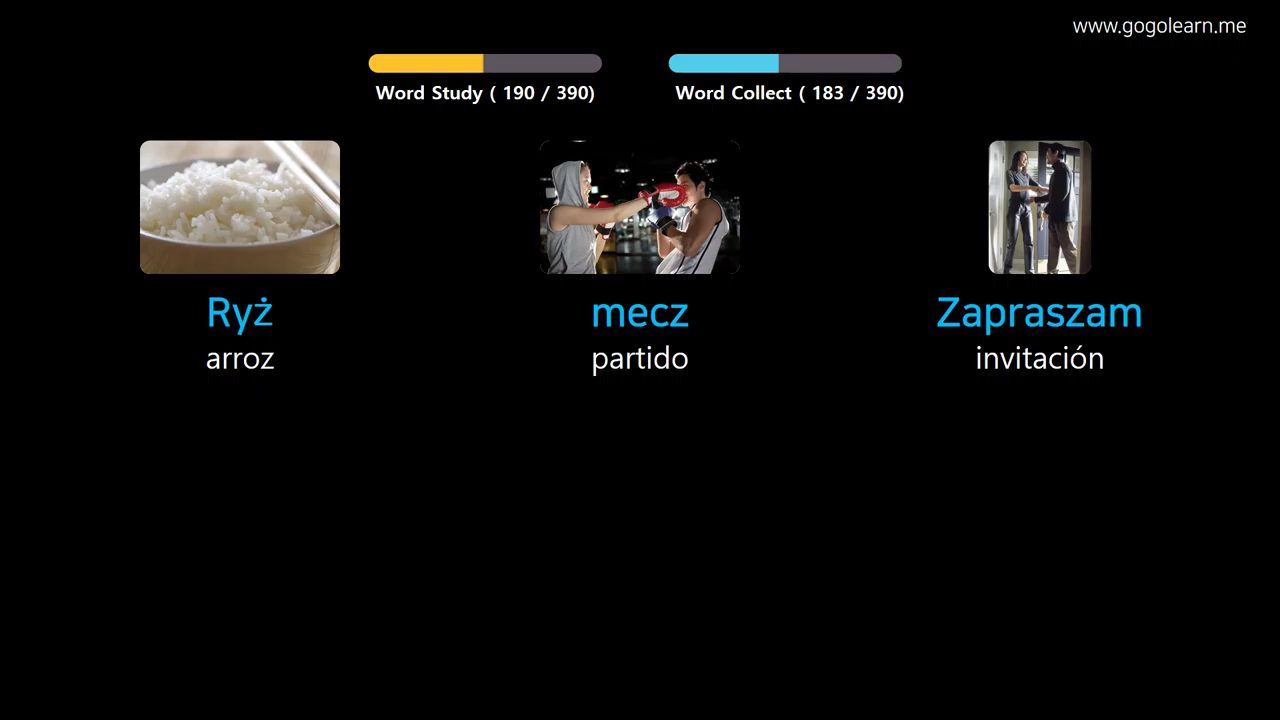 www.gogolearn.me
Word Study ( 190 / 390)
Word Collect ( 183 / 390)
Ryż
mecz
Zapraszam
arroz
partido
invitación